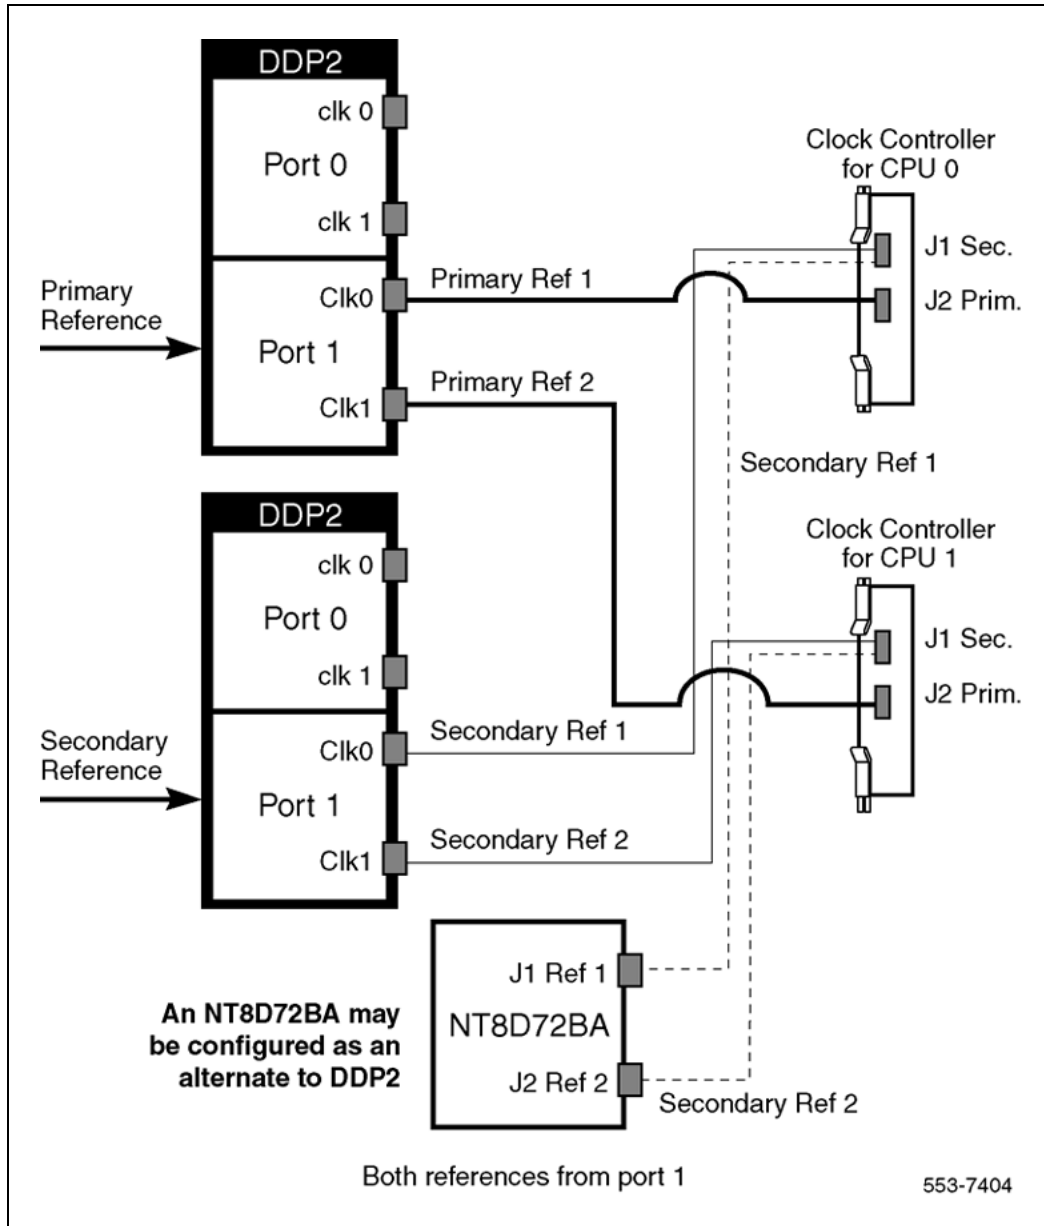 DDP2
clk 0
Port 0
clk 1
Clock Controller
for CPU 0
J1 Sec.
J2 Prim.
Primary
Reference
Clk0
Primary Ref 1
Port 1
Clk1
Primary Ref 2
Secondary Ref 1
DDP2
clk 0
Port 0
clk 1
Clock Controller
for CPU 1
J1 Sec.
J2 Prim.
Secondary
Reference
Clk0
Secondary Ref 1
Port 1
Clk1
Secondary Ref 2
An NT8D72BA may
be configured as an
alternate to DDP2
J1 Ref 1
NT8D72BA
J2 Ref 2
Secondary Ref 2
Both references from port 1
553-7404